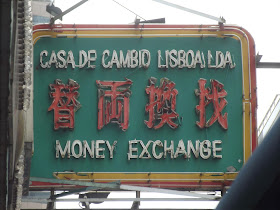 CASA DE CAMBIO LISBOA LDA.
替兩換找
MONEY EXCHANGE